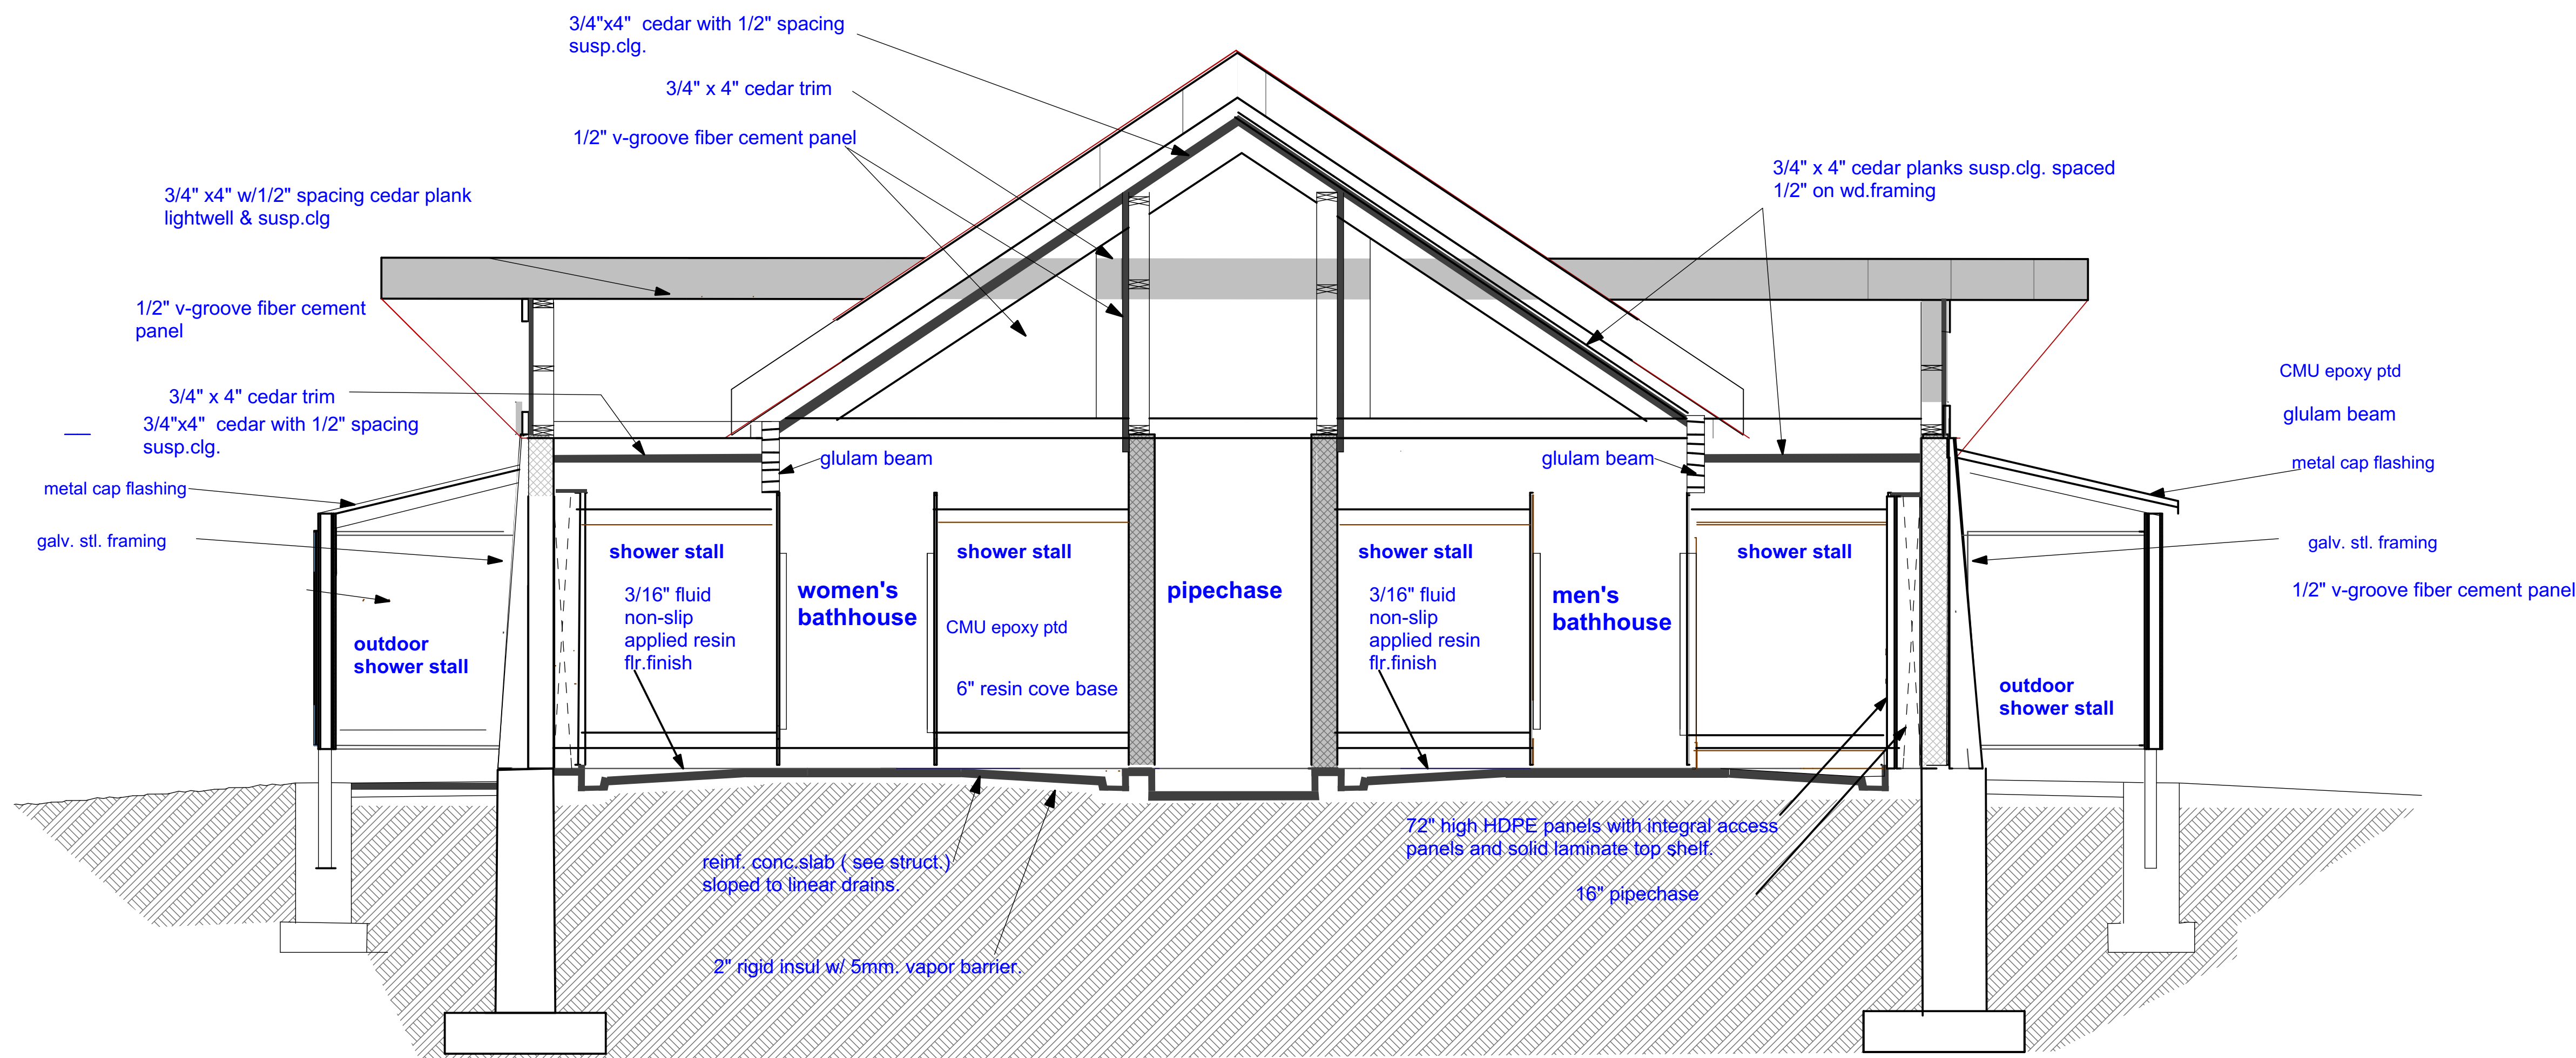 3/4"x4"  cedar with 1/2" spacing
susp.clg.
3/4" x 4" cedar trim
1/2" v-groove fiber cement panel
3/4" x4" w/1/2" spacing cedar plank
lightwell & susp.clg
3/4" x 4" cedar planks susp.clg. spaced
1/2" on wd.framing
1/2" v-groove fiber cement
panel
3/4" x 4" cedar trim
3/4"x4"  cedar with 1/2" spacing
susp.clg.
metal cap flashing
galv. stl. framing
CMU epoxy ptd
glulam beam
metal cap flashing
galv. stl. framing
1/2" v-groove fiber cement panel
glulam beam
glulam beam
outdoor
shower stall
shower stall
3/16" fluid
non-slip
applied resin
flr.finish
women's
bathhouse
shower stall
CMU epoxy ptd
6" resin cove base
pipechase
shower stall
3/16" fluid
non-slip
applied resin
flr.finish
men's
bathhouse
shower stall
outdoor
shower stall
72" high HDPE panels with integral access
panels and solid laminate top shelf.
16" pipechase
reinf. conc.slab ( see struct.)
sloped to linear drains.
2" rigid insul w/ 5mm. vapor barrier.